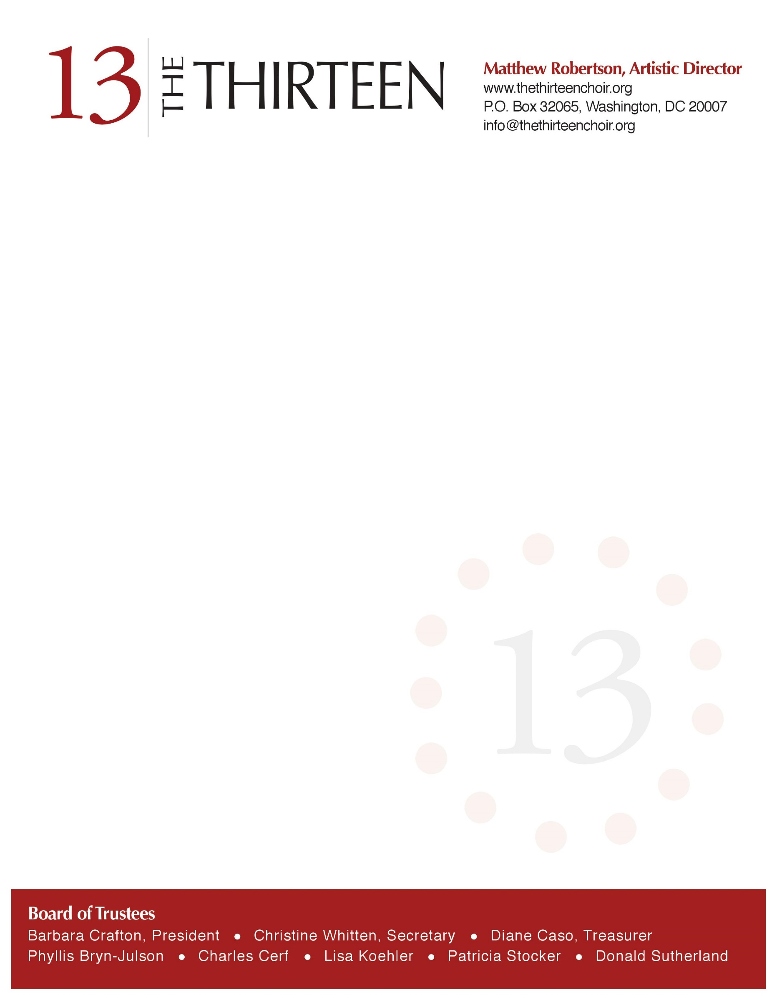 13 THE THIRTEEN
Matthew Robertson, Artistic Director
www.thethirteenchoir.org
P.O. Box 32065, Washington, DC 20007
info@thethirteenchoir.org
13
Board of Trustees
Barbara Crafton, President • Christine Whitten, Secretary • Diane Caso, Treasurer
Phyllis Bryn-Julson • Charles Cerf • Lisa Koehler • Patricia Stocker • Donald Sutherland